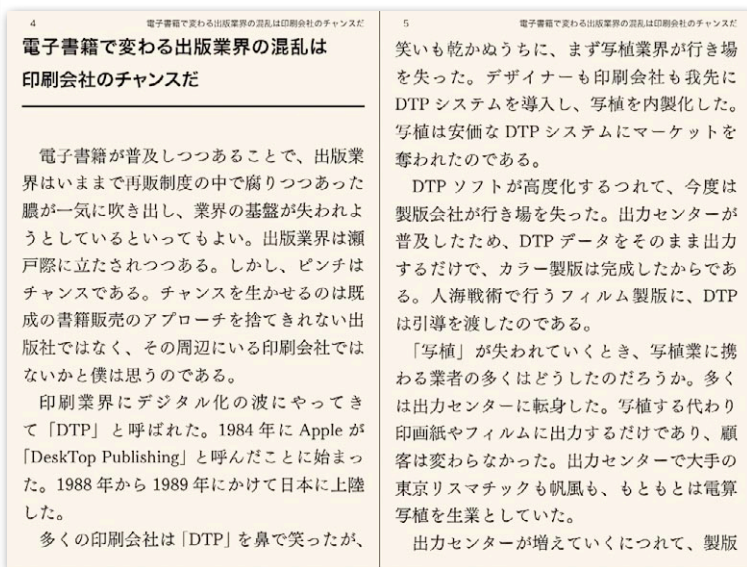 4
電子書籍で変わる出版業界の混乱は印刷会社のチャンスだ
電子書籍で変わる出版業界の混乱は
印刷会社のチャンスだ
電子書籍が普及しつつあることで、出版業
界はいままで再販制度の中で腐りつつあった
膿が一気に吹き出し、業界の基盤が失われよ
うとしているといってもよい。出版業界は瀬
戸際に立たされつつある。しかし、ピンチは
チャンスである。チャンスを生かせるのは既
成の書籍販売のアプローチを捨てきれない出
版社ではなく、その周辺にいる印刷会社では
ないかと僕は思うのである。
印刷業界にデジタル化の波にやってき
て「DTP」と呼ばれた。1984 年に Apple が
「DeskTop Publishing」と呼んだことに始まっ
た。1988 年から 1989 年にかけて日本に上陸
した。
多くの印刷会社は「DTP」を鼻で笑ったが、
5
電子書籍で変わる出版業界の混乱は印刷会社のチャンスだ
笑いも乾かぬうちに、まず写植業界が行き場
を失った。デザイナーも印刷会社も我先に
DTP システムを導入し、写植を内製化した。
写植は安価な DTP システムにマーケットを
奪われたのである。
DTP ソフトが高度化するつれて、今度は
製版会社が行き場を失った。出力センターが
普及したため、DTP データをそのまま出力
するだけで、カラー製版は完成したからであ
る。人海戦術で行うフィルム製版に、DTP
は引導を渡したのである。
「写植」が失われていくとき、写植業に携
わる業者の多くはどうしたのだろうか。多く
は出力センターに転身した。写植する代わり
印画紙やフィルムに出力するだけであり、顧
客は変わらなかった。出力センターで大手の
東京リスマチックも帆風も、もともとは電算
写植を生業としていた。
出力センターが増えていくにつれて、製版